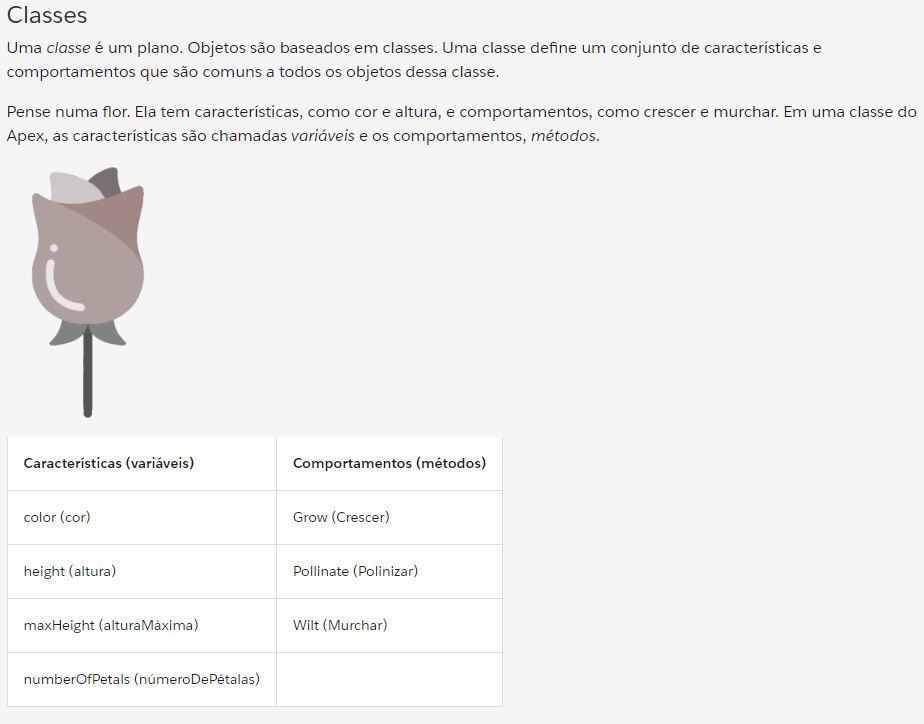 Classes
Uma classe é um plano. Objetos são baseados em classes. Uma classe define um conjunto de características e
comportamentos que são comuns a todos os objetos dessa classe.
Pense numa flor. Ela tem características, como cor e altura, e comportamentos, como crescer e murchar. Em uma classe do
Apex, as características são chamadas variáveis e os comportamentos, métodos.
Características (variáveis) Comportamentos (métodos)
color (cor) Grow (Crescer)
height (altura) Pollinate (Polinizar)
maxHeight (alturaMáxima) Wilt (Murchar)
numberOfPetals (númeroDePétalas)